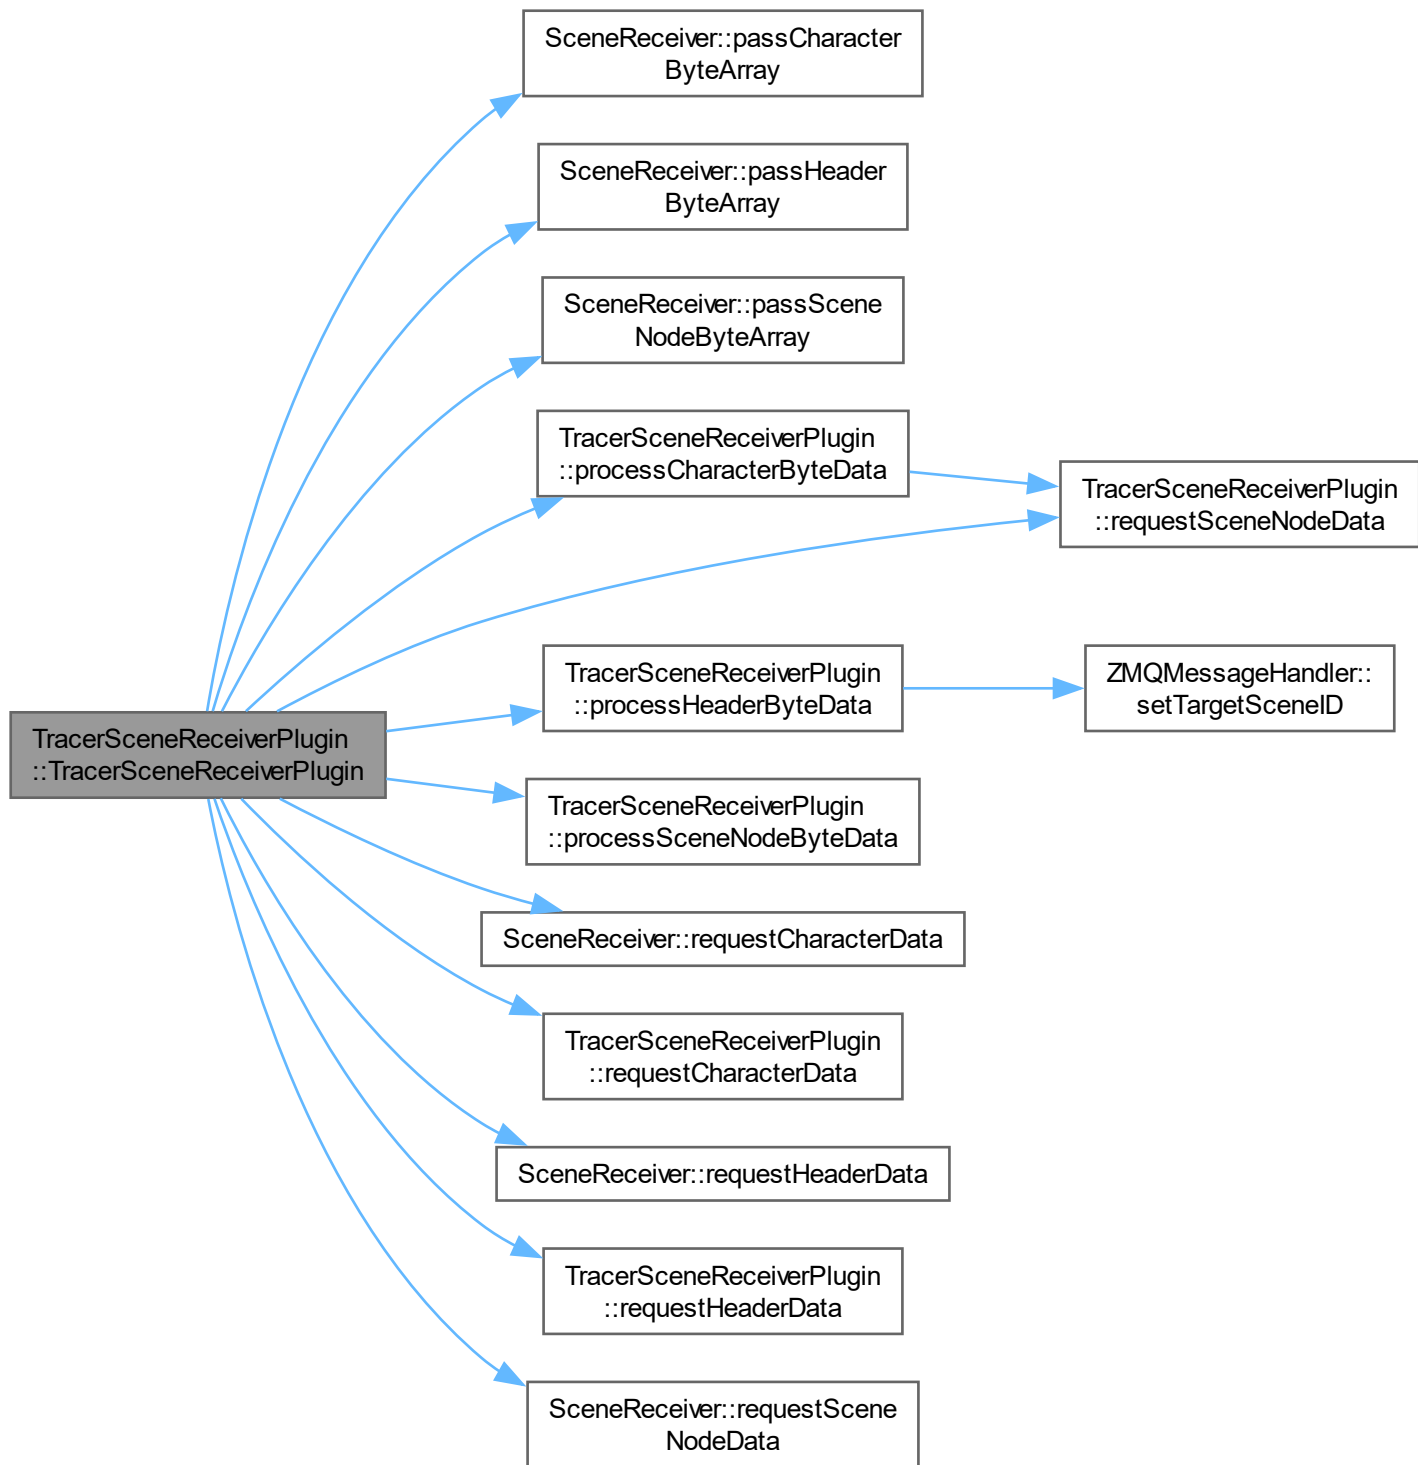 SceneReceiver::passCharacter
ByteArray
SceneReceiver::passHeader
ByteArray
SceneReceiver::passScene
NodeByteArray
TracerSceneReceiverPlugin
::processCharacterByteData
TracerSceneReceiverPlugin
::requestSceneNodeData
TracerSceneReceiverPlugin
::processHeaderByteData
ZMQMessageHandler::
setTargetSceneID
TracerSceneReceiverPlugin
::TracerSceneReceiverPlugin
TracerSceneReceiverPlugin
::processSceneNodeByteData
SceneReceiver::requestCharacterData
TracerSceneReceiverPlugin
::requestCharacterData
SceneReceiver::requestHeaderData
TracerSceneReceiverPlugin
::requestHeaderData
SceneReceiver::requestScene
NodeData